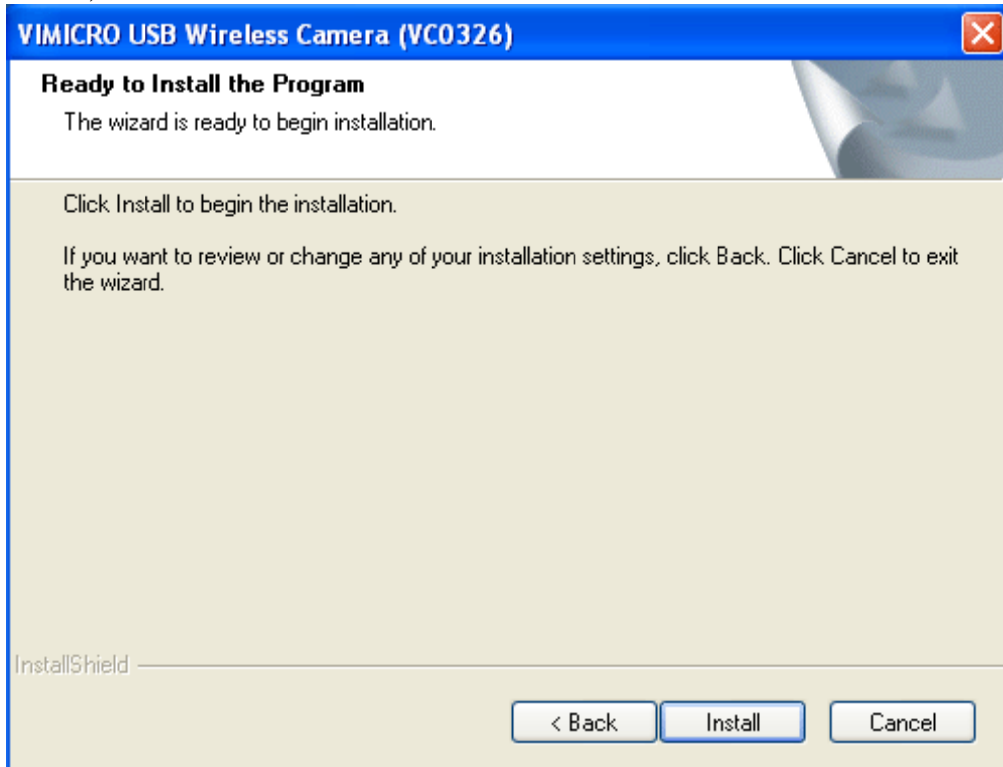 VIMICRO USB Wireless Camera (VC0326)
Ready to Install the Program
The wizard is ready to begin installation.
Click Install to begin the installation.
If you want to review or change any of your installation settings, click Back. Click Cancel to exit
the wizard.
InstallShield
< Back Install Cancel